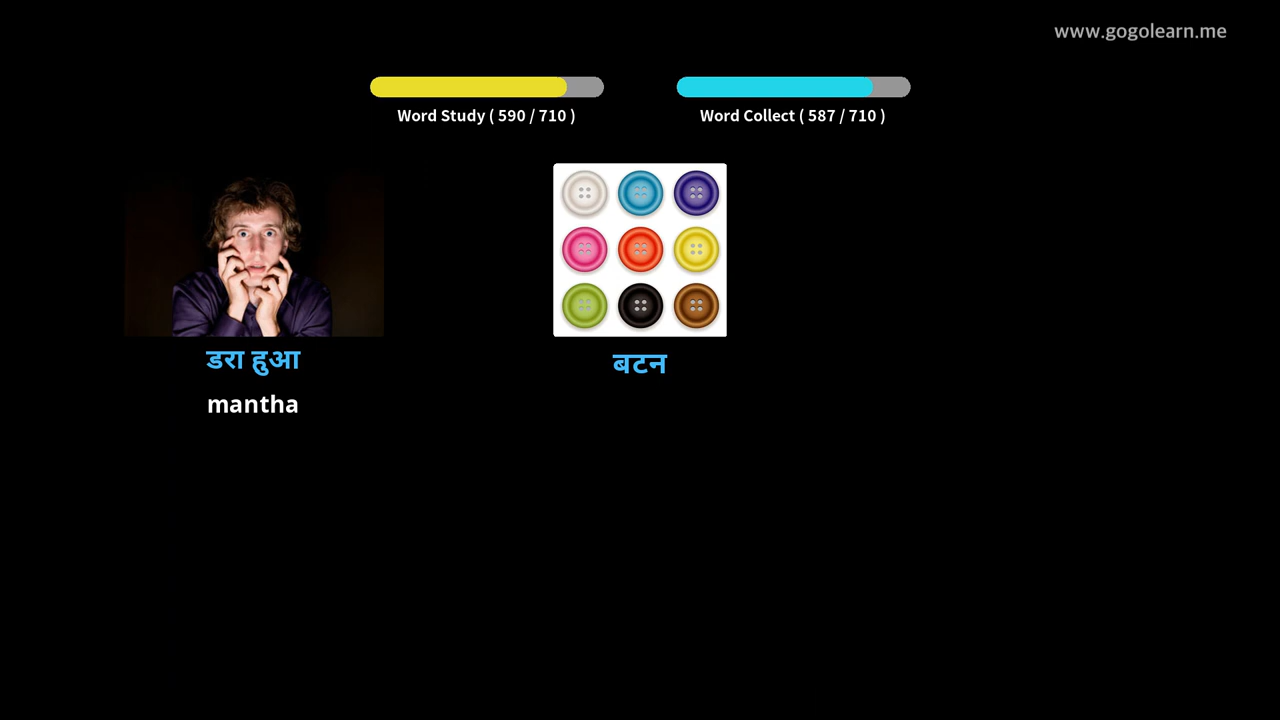 www.gogolearn.me
Word Study ( 590 / 710 )
Word Collect ( 587 / 710 )
डरा हुआ
बटन
mantha